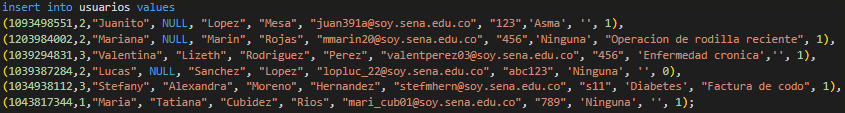 insert into usuarios values
(1093498551,2,"Juanito", NULL, "Lopez", "Mesa", "juan391a@soy.sena.edu.co", "123",'Asma', '', 1),
(1203984002,2,"Mariana", NULL, "Marin", "Rojas", "mmarin20@soy.sena.edu.co", "456",'Ninguna', "Operacion de rodilla reciente", 1),
(1039294831,3,"Valentina", "Lizeth", "Rodriguez", "Perez", "valentperez03@soy.sena.edu.co", "456", 'Enfermedad cronica','', 1),
(1039387284,2,"Lucas", NULL, "Sanchez", "Lopez", "lopluc_22@soy.sena.edu.co", "abc123", 'Ninguna', '', 0),
(1034938112,3,"Stefany", "Alexandra", "Moreno", "Hernandez", "stefmhern@soy.sena.edu.co", "s11", 'Diabetes', "Factura de codo", 1),
(1043817344,1,"Maria", "Tatiana", "Cubidez", "Rios", "mari_cub01@soy.sena.edu.co", "789", 'Ninguna', '', 1);